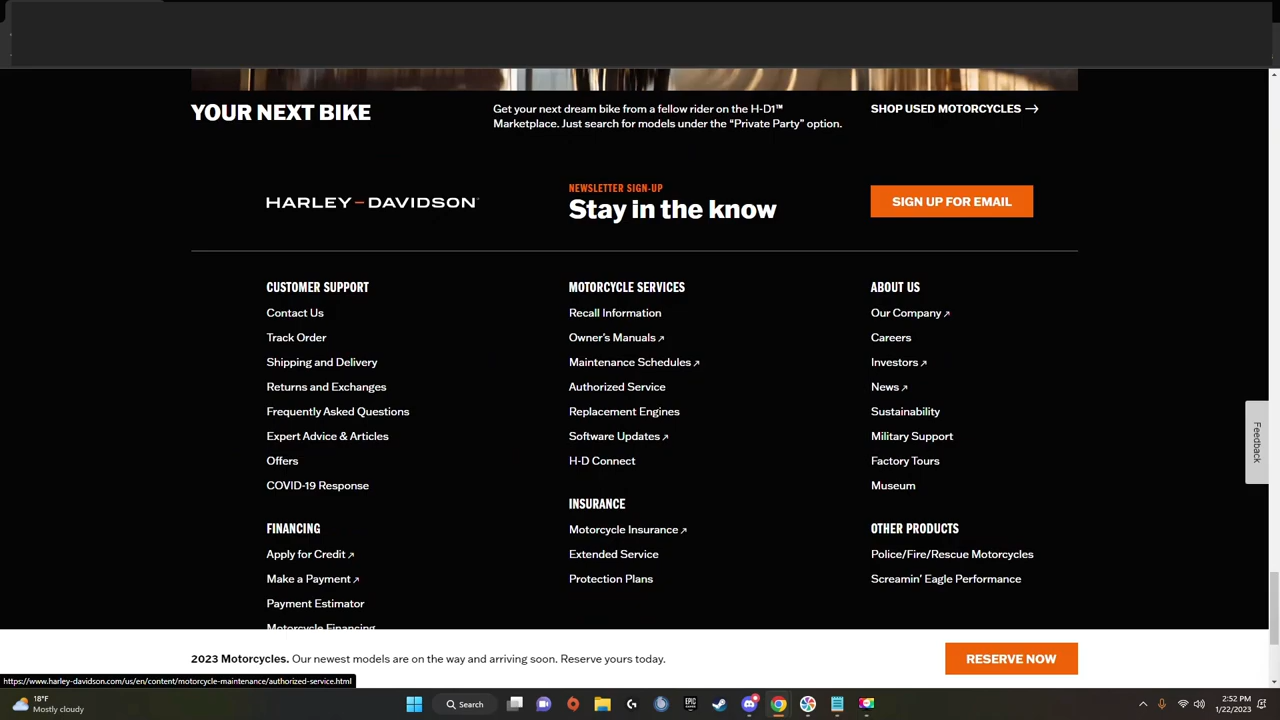 YOUR NEXT BIKE
Get your next dream bike from a fellow rider on the H-D1™
Marketplace. Just search for models under the “Private Party” option.
SHOP USED MOTORCYCLES
HARLEY-DAVIDSON
NEWSLETTER SIGN-UP
Stay in the know
SIGN UP FOR EMAIL
CUSTOMER SUPPORT
Contact Us
Track Order
Shipping and Delivery
Returns and Exchanges
Frequently Asked Questions
Expert Advice & Articles
Offers
COVID-19 Response
FINANCING
Apply for Credit
Make a Payment
Payment Estimator
Motorcycle Financing
MOTORCYCLE SERVICES
Recall Information
Owner's Manuals
Maintenance Schedules
Authorized Service
Replacement Engines
Software Updates
H-D Connect
INSURANCE
Motorcycle Insurance
Extended Service
Protection Plans
ABOUT US
Our Company
Careers
Investors
News
Sustainability
Military Support
Factory Tours
Museum
OTHER PRODUCTS
Police/Fire/Rescue Motorcycles
Screamin' Eagle Performance
Feedback
2023 Motorcycles. Our newest models are on the way and arriving soon. Reserve yours today.
RESERVE NOW
https://www.harley-davidson.com/us/en/content/motorcycle-maintenance/authorized-service.html
18°F
Mostly cloudy
Search
EPIC
2:52 PM
1/22/2023